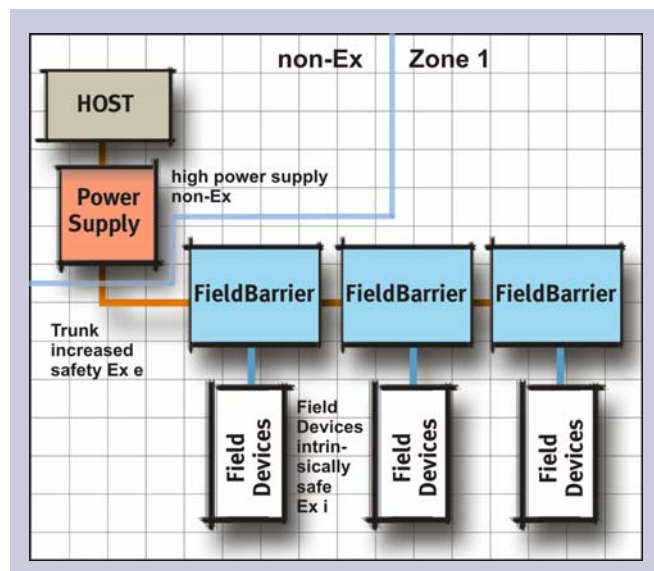 non-Ex
Zone 1
HOST
Power
Supply
high power supply
non-Ex
FieldBarrier
FieldBarrier
FieldBarrier
Trunk
increased
safety Ex e
Field
Devices
Field
Devices
intrin-
sically
safe
Ex i
Field
Devices
Field
Devices